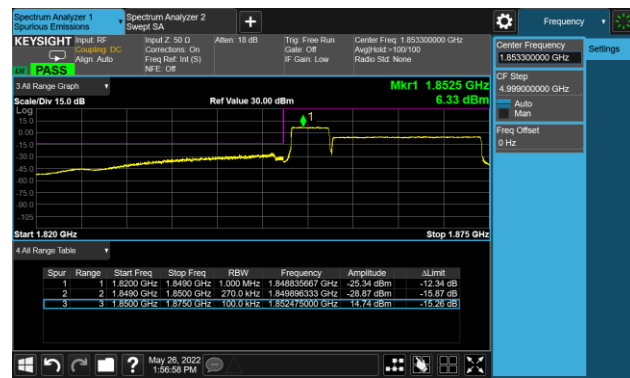 Spectrum Analyzer 1
Spurious Emissions
Spectrum Analyzer 2
Swept SA
Frequency
KEYSIGHT
Input: RF
Coupling: DC
Align: Auto
Input Z: 50 Ω
Corrections: On
Freq Ref: Int (S)
NFE: Off
Atten: 18 dB
Trig: Free Run
Gate: Off
IF Gain: Low
Center Freq: 1.853300000 GHz
Avg|Hold:>100/100
Radio Std: None
PASS
Center Frequency
1.853300000 GHz
Settings
CF Step
4.999000000 GHz
Auto
Man
Freq Offset
0 Hz
3 All Range Graph
Mkr1 1.8525 GHz
Scale/Div 15.0 dB
Ref Value 30.00 dBm
6.33 dBm
Log
15.0
0.00
-15.0
-30.0
-45.0
-60.0
-75.0
-90.0
-105
1
Start 1.820 GHz
Stop 1.875 GHz
4 All Range Table
Spur Range Start Freq Stop Freq RBW Frequency Amplitude ΔLimit
1 1 1.8200 GHz 1.8490 GHz 1.000 MHz 1.848835667 GHz -25.34 dBm -12.34 dB
2 2 1.8490 GHz 1.8500 GHz 270.0 kHz 1.849896333 GHz -28.87 dBm -15.87 dB
3 3 1.8500 GHz 1.8750 GHz 100.0 kHz 1.852475000 GHz 14.74 dBm -15.26 dB
?
May 26, 2022
1:56:58 PM